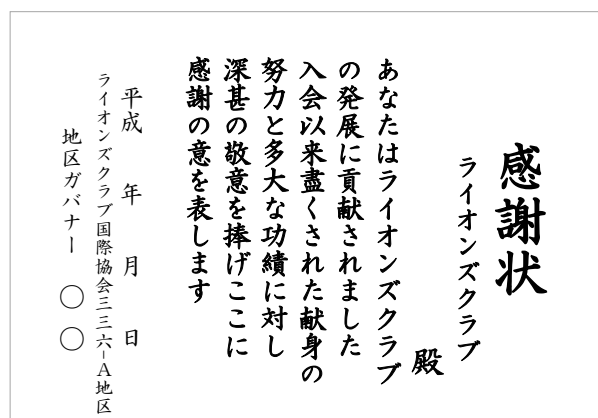 感謝状
ライオンズクラブ
殿
あなたはライオンズクラブ
の発展に貢献されました
入会以来盡くされた献身の
努力と多大な功績に対し
深甚の敬意を捧げここに
感謝の意を表します
平成　年　月　日
ライオンズクラブ国際協会三三六-A地区
地区ガバナー　〇〇